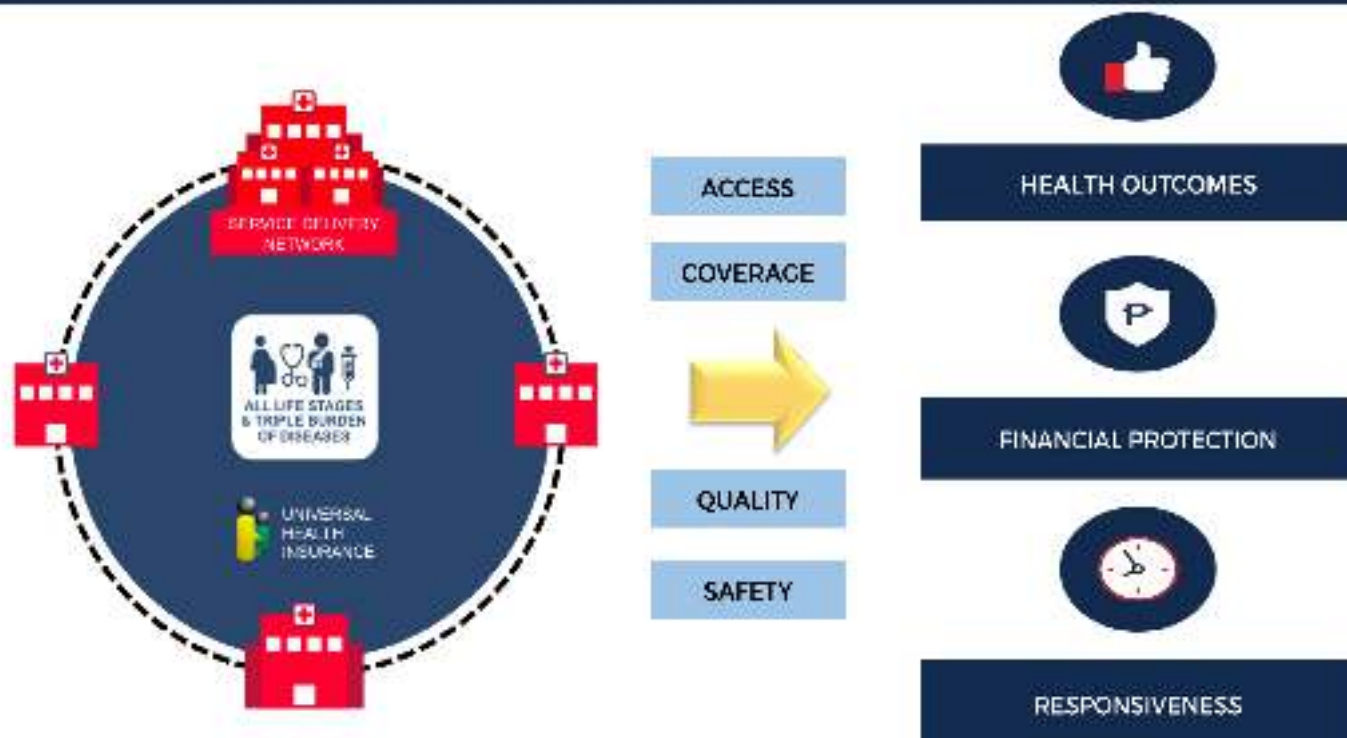 SERVICE DELIVERY
NETWORK
ALL LIFE STAGES
& TRIPLE BURDEN
OF DISEASES
UNIVERSAL
HEALTH
INSURANCE
ACCESS
COVERAGE
QUALITY
SAFETY
HEALTH OUTCOMES
P
FINANCIAL PROTECTION
RESPONSIVENESS